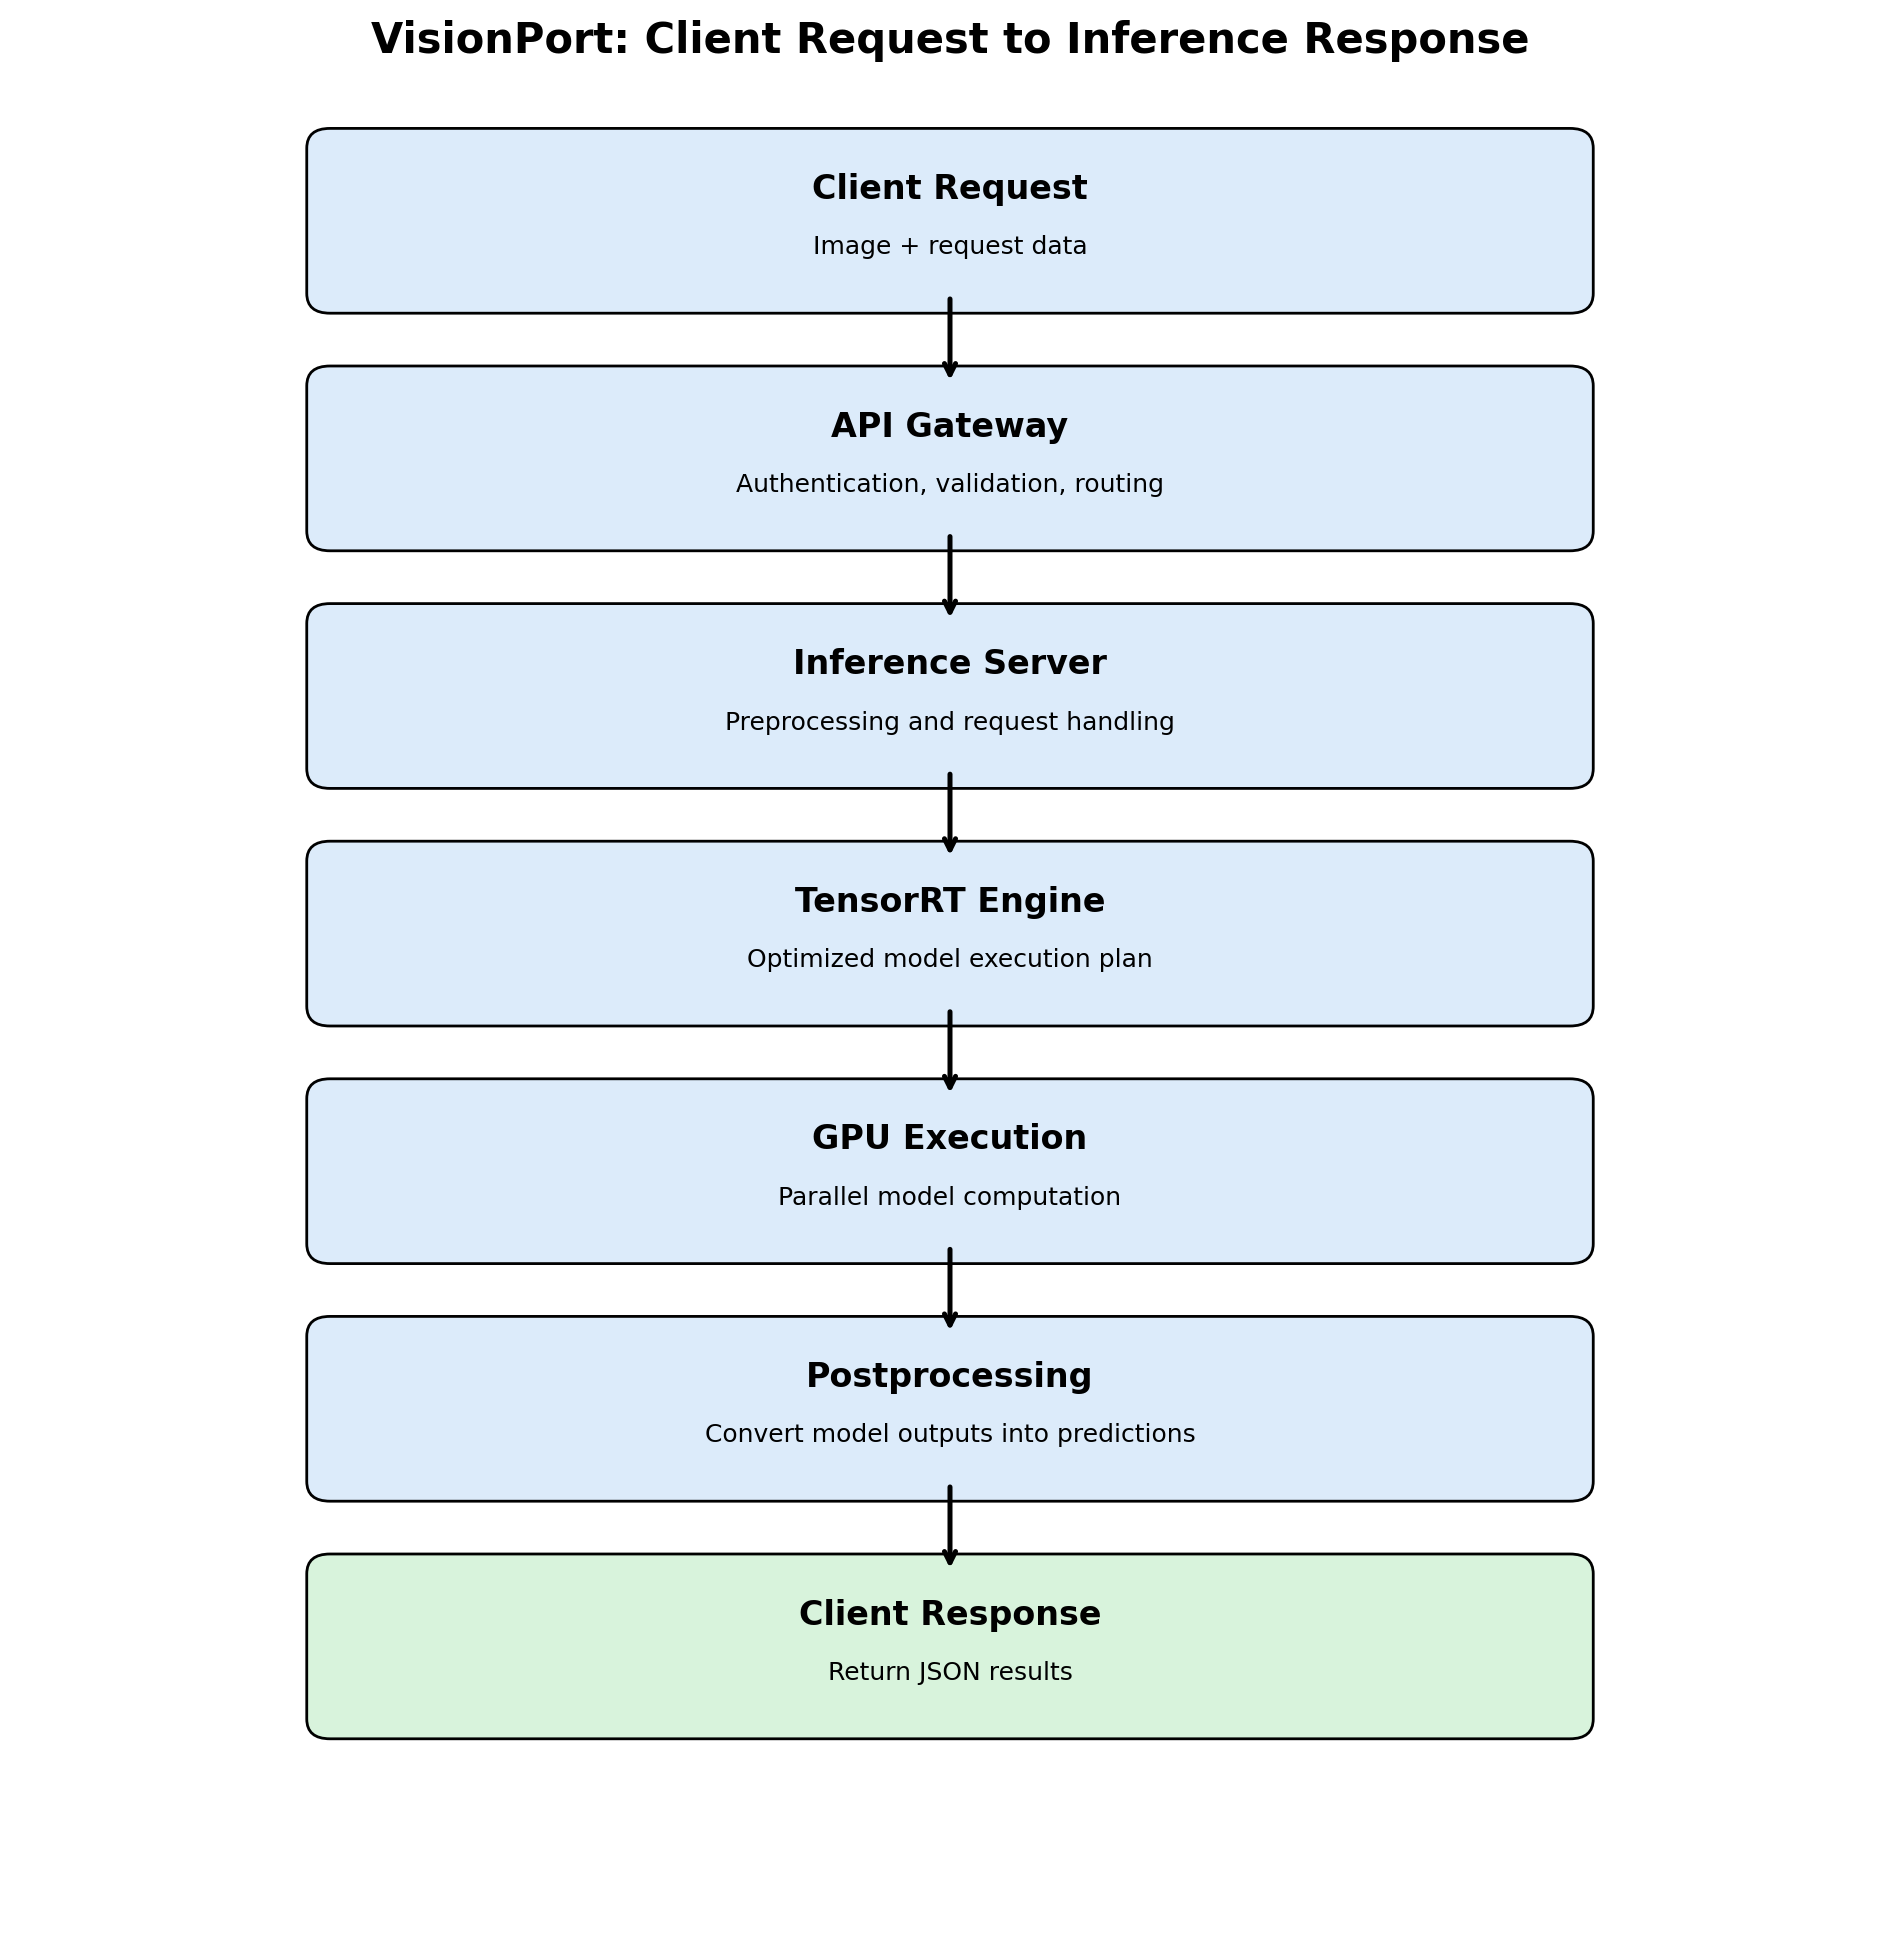 VisionPort: Client Request to Inference Response
Client Request
Image + request data
API Gateway
Authentication, validation, routing
Inference Server
Preprocessing and request handling
TensorRT Engine
Optimized model execution plan
GPU Execution
Parallel model computation
Postprocessing
Convert model outputs into predictions
Client Response
Return JSON results